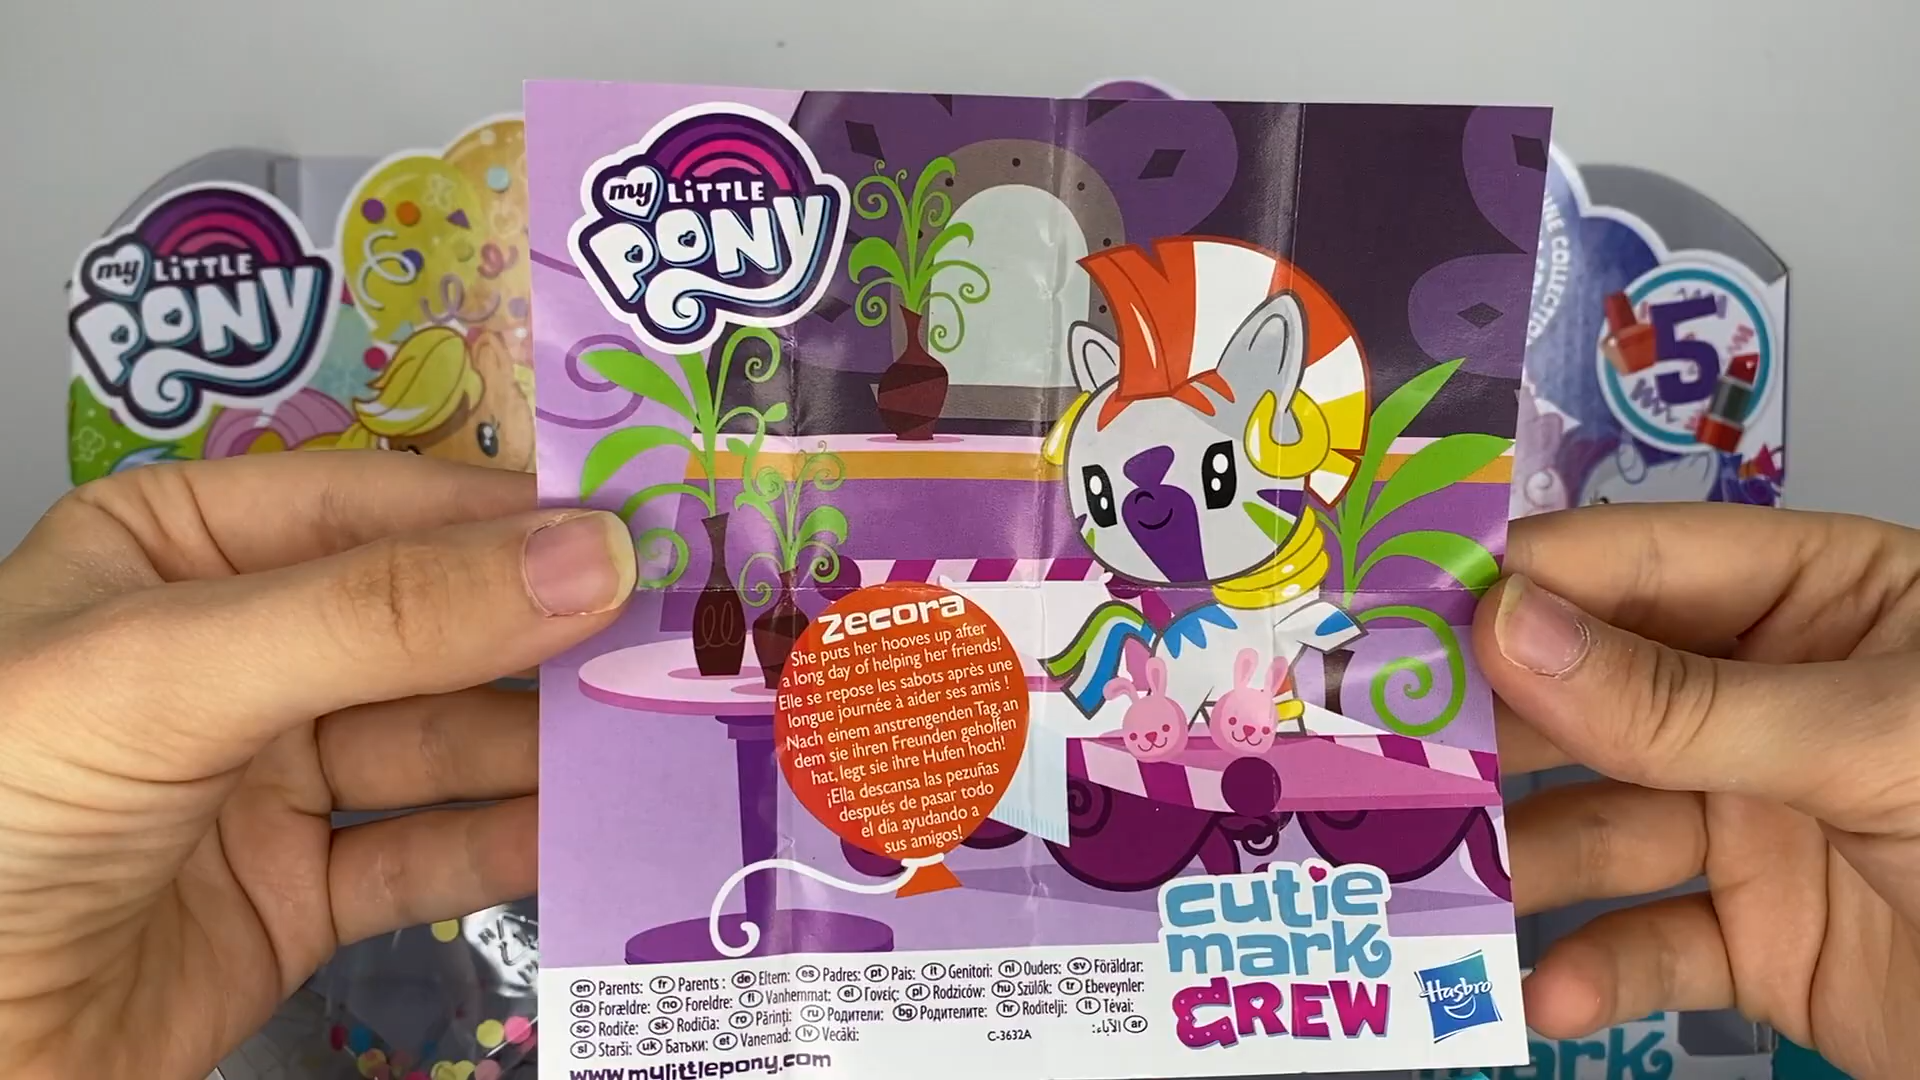 my LiTTLE
PONY
my LiTTLE
PONY
NE COLLECTIO
5
zecora
She puts her hooves up after
a long day of helping her friends!
Elle se repose les sabots après une
longue journée à aider ses amis !
Nach einem anstrengenden Tag, an
dem sie ihren Freunden geholfen
hat, legt sie ihre Hufen hoch!
¡Ella descansa las pezuñas
después de pasar todo
el día ayudando a
sus amigos!
cutie
mark
CREW
Hasbro
en Parents: fr Parents : de Eltern: es Padres: pt Pais: it Genitori: nl Ouders: sv Föräldrar:
da Forældre: no Foreldre: fi Vanhemmat: el Γονείς: pl Rodziców: hu Szülők: tr Ebeveynler:
sc Rodiče: sk Rodičia: ro Părinți: ru Родители: bg Родителите: hr Roditelji: lt Tėvai:
sl Starši: uk Батьки: et Vanemad: lv Vecāki: C-3632A الآباء: ar
www.mylittlepony.com
mark